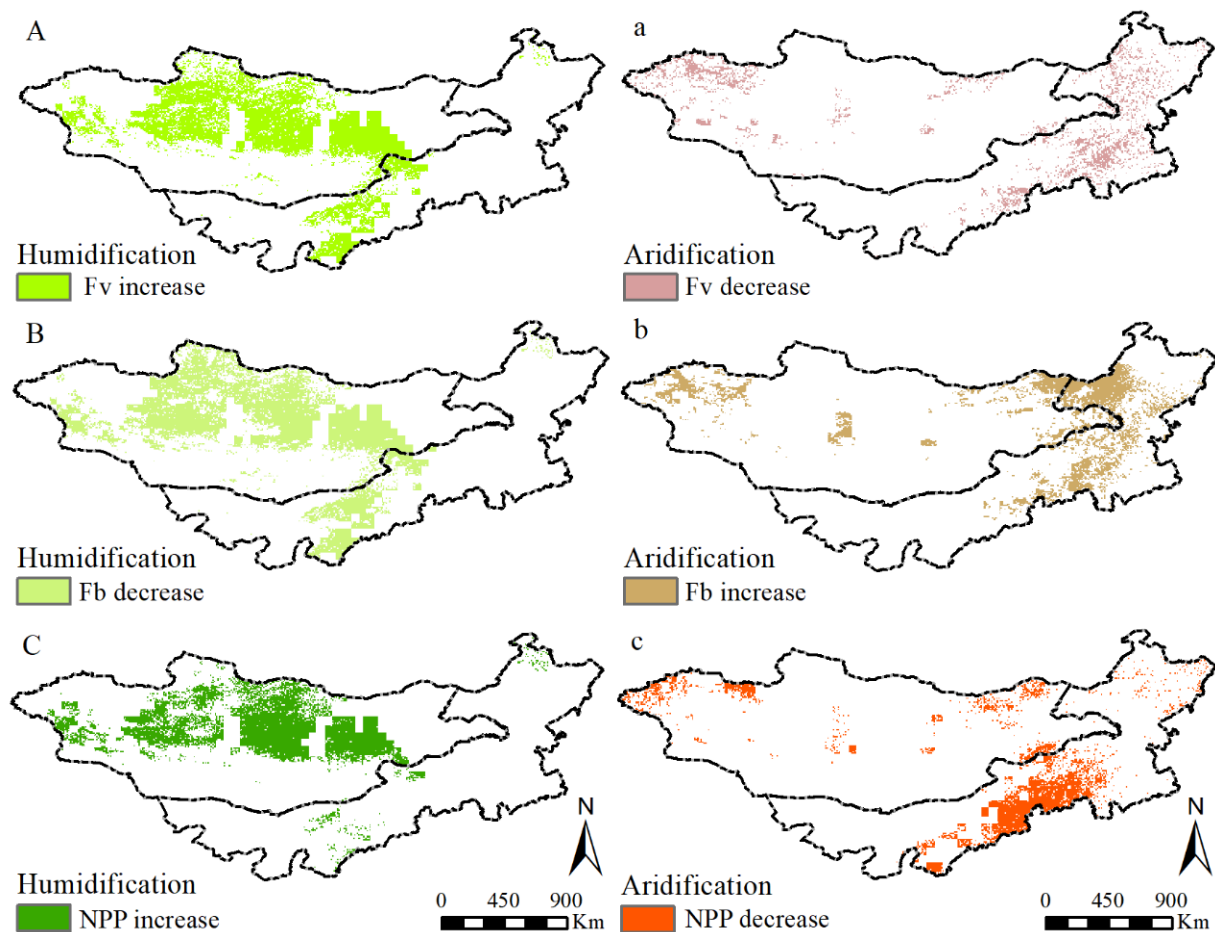 A
Humidification
Fv increase
a
Aridification
Fv decrease
B
Humidification
Fb decrease
b
Aridification
Fb increase
C
Humidification
NPP increase
N
0 450 900
Km
c
Aridification
NPP decrease
N
0 450 900
Km